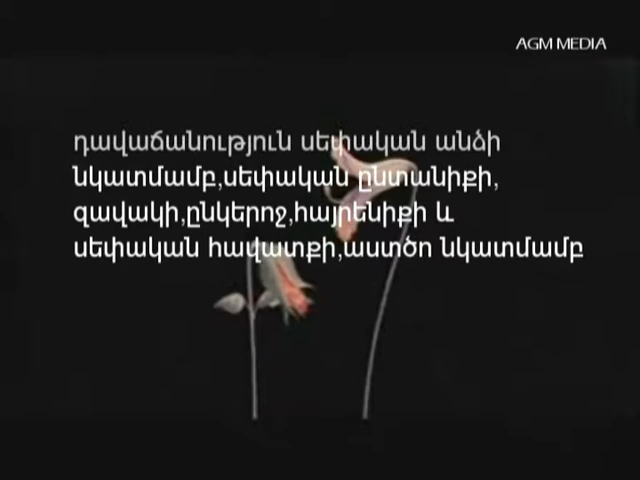 AGM MEDIA
դավաճանություն սեփական անձի
նկատմամբ,սեփական ընտանիքի,
զավակի,ընկերոջ,հայրենիքի և
սեփական հավատքի,աստծո նկատմամբ